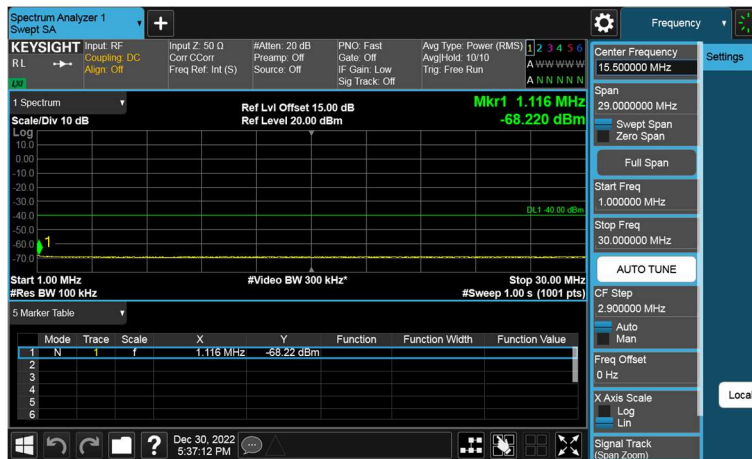 Spectrum Analyzer 1
Swept SA
+
Frequency
KEYSIGHT
RL
LXI
Input: RF
Coupling: DC
Align: Off
Input Z: 50 Ω
Corr CCorr
Freq Ref: Int (S)
#Atten: 20 dB
Preamp: Off
Source: Off
PNO: Fast
Gate: Off
IF Gain: Low
Sig Track: Off
Avg Type: Power (RMS)
Avg|Hold: 10/10
Trig: Free Run
1 2 3 4 5 6
A W W W W W
A N N N N N
1 Spectrum
Scale/Div 10 dB
Ref Lvl Offset 15.00 dB
Ref Level 20.00 dBm
Mkr1 1.116 MHz
-68.220 dBm
Log
10.0
0.00
-10.0
-20.0
-30.0
-40.0
-50.0
-60.0
-70.0
DL1 -40.00 dBm
1
Start 1.00 MHz
#Res BW 100 kHz
#Video BW 300 kHz*
Stop 30.00 MHz
#Sweep 1.00 s (1001 pts)
5 Marker Table
Mode Trace Scale X Y Function Function Width Function Value
1 N 1 f 1.116 MHz -68.22 dBm
2
3
4
5
6
?
Dec 30, 2022
5:37:12 PM
Center Frequency
15.500000 MHz
Settings
Span
29.0000000 MHz
Swept Span
Zero Span
Full Span
Start Freq
1.000000 MHz
Stop Freq
30.000000 MHz
AUTO TUNE
CF Step
2.900000 MHz
Auto
Man
Freq Offset
0 Hz
X Axis Scale
Log
Lin
Local
Signal Track
(Span Zoom)